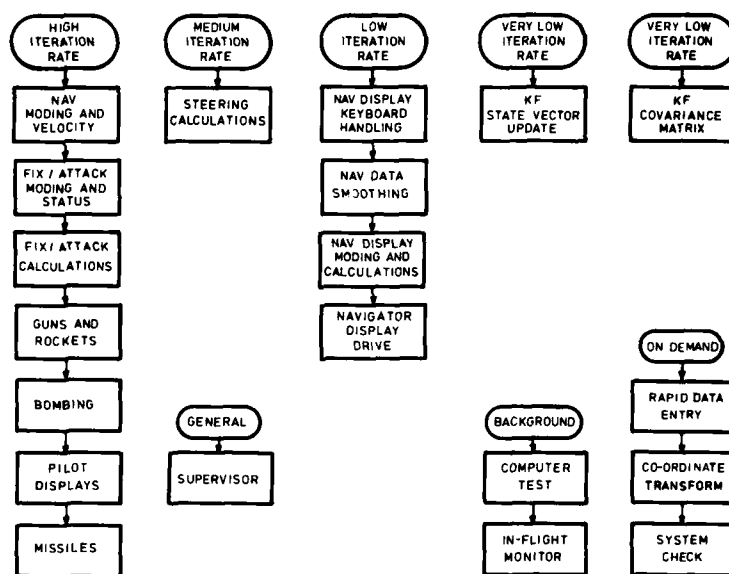 HIGH
ITERATION
RATE
NAV
MODING AND
VELOCITY
FIX / ATTACK
MODING AND
STATUS
FIX / ATTACK
CALCULATIONS
GUNS AND
ROCKETS
BOMBING
PILOT
DISPLAYS
MISSILES
MEDIUM
ITERATION
RATE
STEERING
CALCULATIONS
GENERAL
SUPERVISOR
LOW
ITERATION
RATE
NAV DISPLAY
KEYBOARD
HANDLING
NAV DATA
SMOOTHING
NAV DISPLAY
MODING AND
CALCULATIONS
NAVIGATOR
DISPLAY
DRIVE
VERY LOW
ITERATION
RATE
KF
STATE VECTOR
UPDATE
BACKGROUND
COMPUTER
TEST
IN-FLIGHT
MONITOR
VERY LOW
ITERATION
RATE
KF
COVARIANCE
MATRIX
ON DEMAND
RAPID DATA
ENTRY
CO-ORDINATE
TRANSFORM
SYSTEM
CHECK